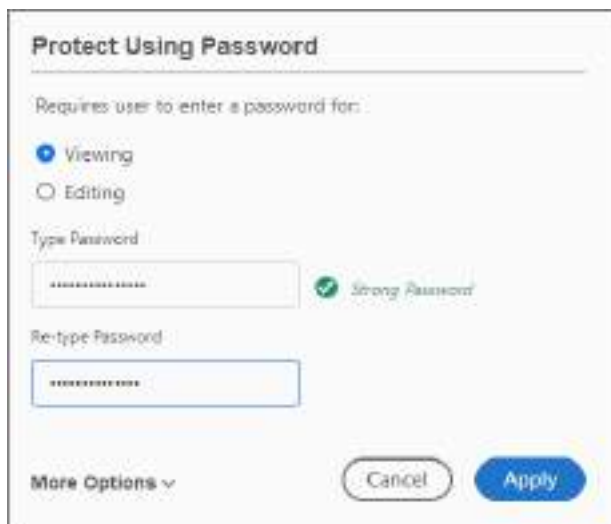 Protect Using Password
Requires user to enter a password for:
Viewing
Editing
Type Password
Strong Password
Re-type Password
More Options
Cancel
Apply